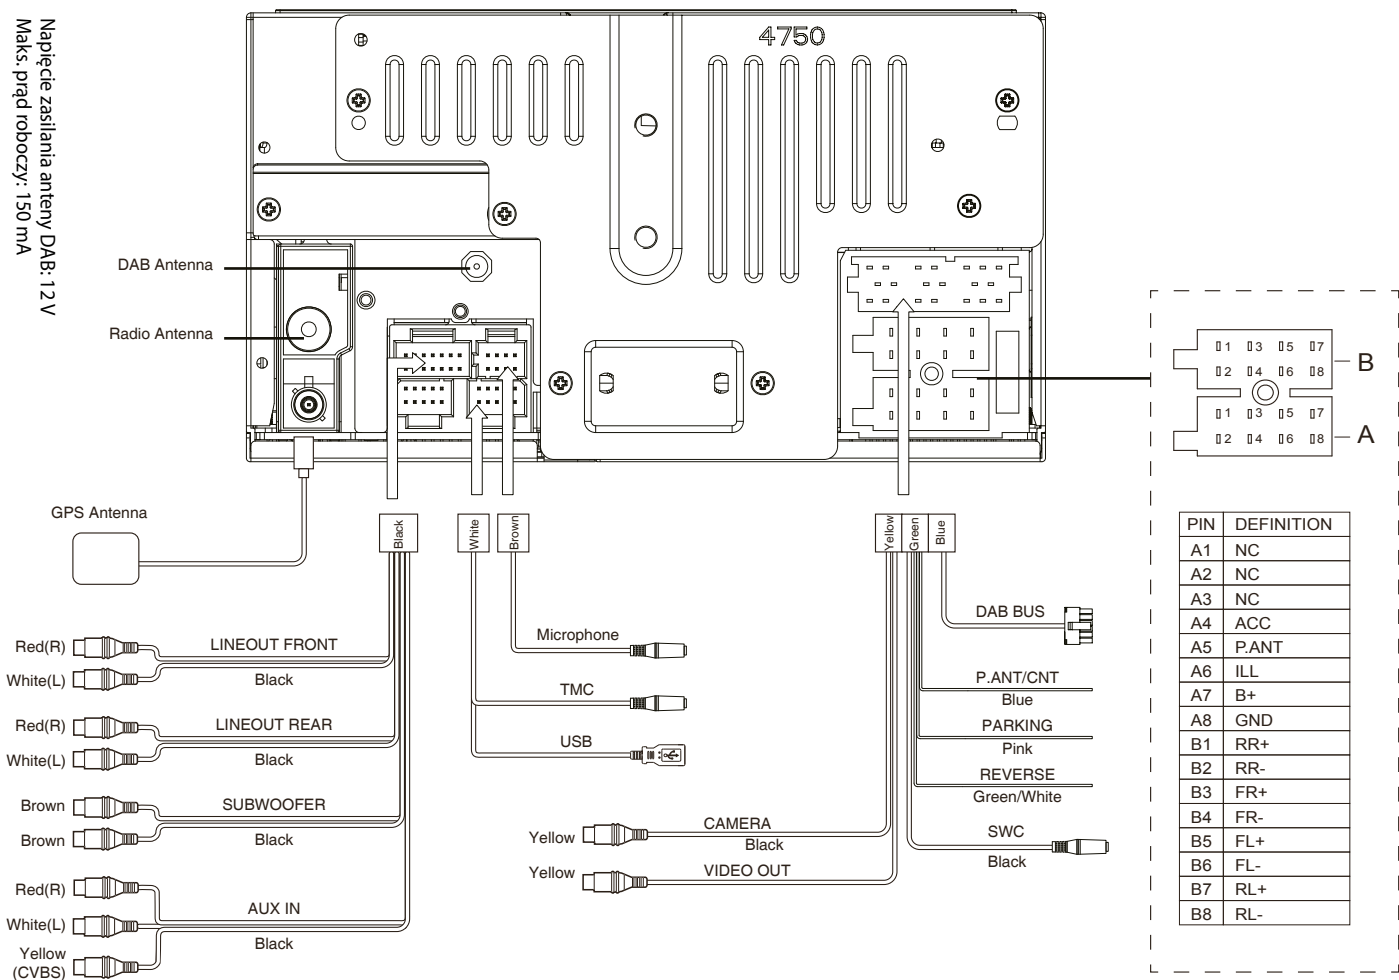 Napięcie zasilania anteny DAB: 12 V
Maks. prąd roboczy: 150 mA
4750
DAB Antenna
Radio Antenna
GPS Antenna
Black
White
Brown
Yellow
Green
Blue
Red(R)
LINEOUT FRONT
White(L)
Black
Red(R)
LINEOUT REAR
White(L)
Black
Brown
SUBWOOFER
Brown
Black
Red(R)
White(L)
AUX IN
Black
Yellow
(CVBS)
Microphone
TMC
USB
DAB BUS
P.ANT/CNT
Blue
PARKING
Pink
REVERSE
Green/White
SWC
Black
Yellow
CAMERA
Black
Yellow
VIDEO OUT
1 3 5 7
B
2 4 6 8
1 3 5 7
2 4 6 8
A
PIN DEFINITION
A1 NC
A2 NC
A3 NC
A4 ACC
A5 P.ANT
A6 ILL
A7 B+
A8 GND
B1 RR+
B2 RR-
B3 FR+
B4 FR-
B5 FL+
B6 FL-
B7 RL+
B8 RL-